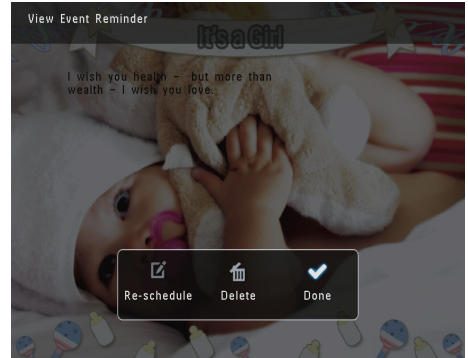 View Event Reminder
It's a Girl
I wish you health - but more than
wealth - I wish you love.
Re-schedule
Delete
Done